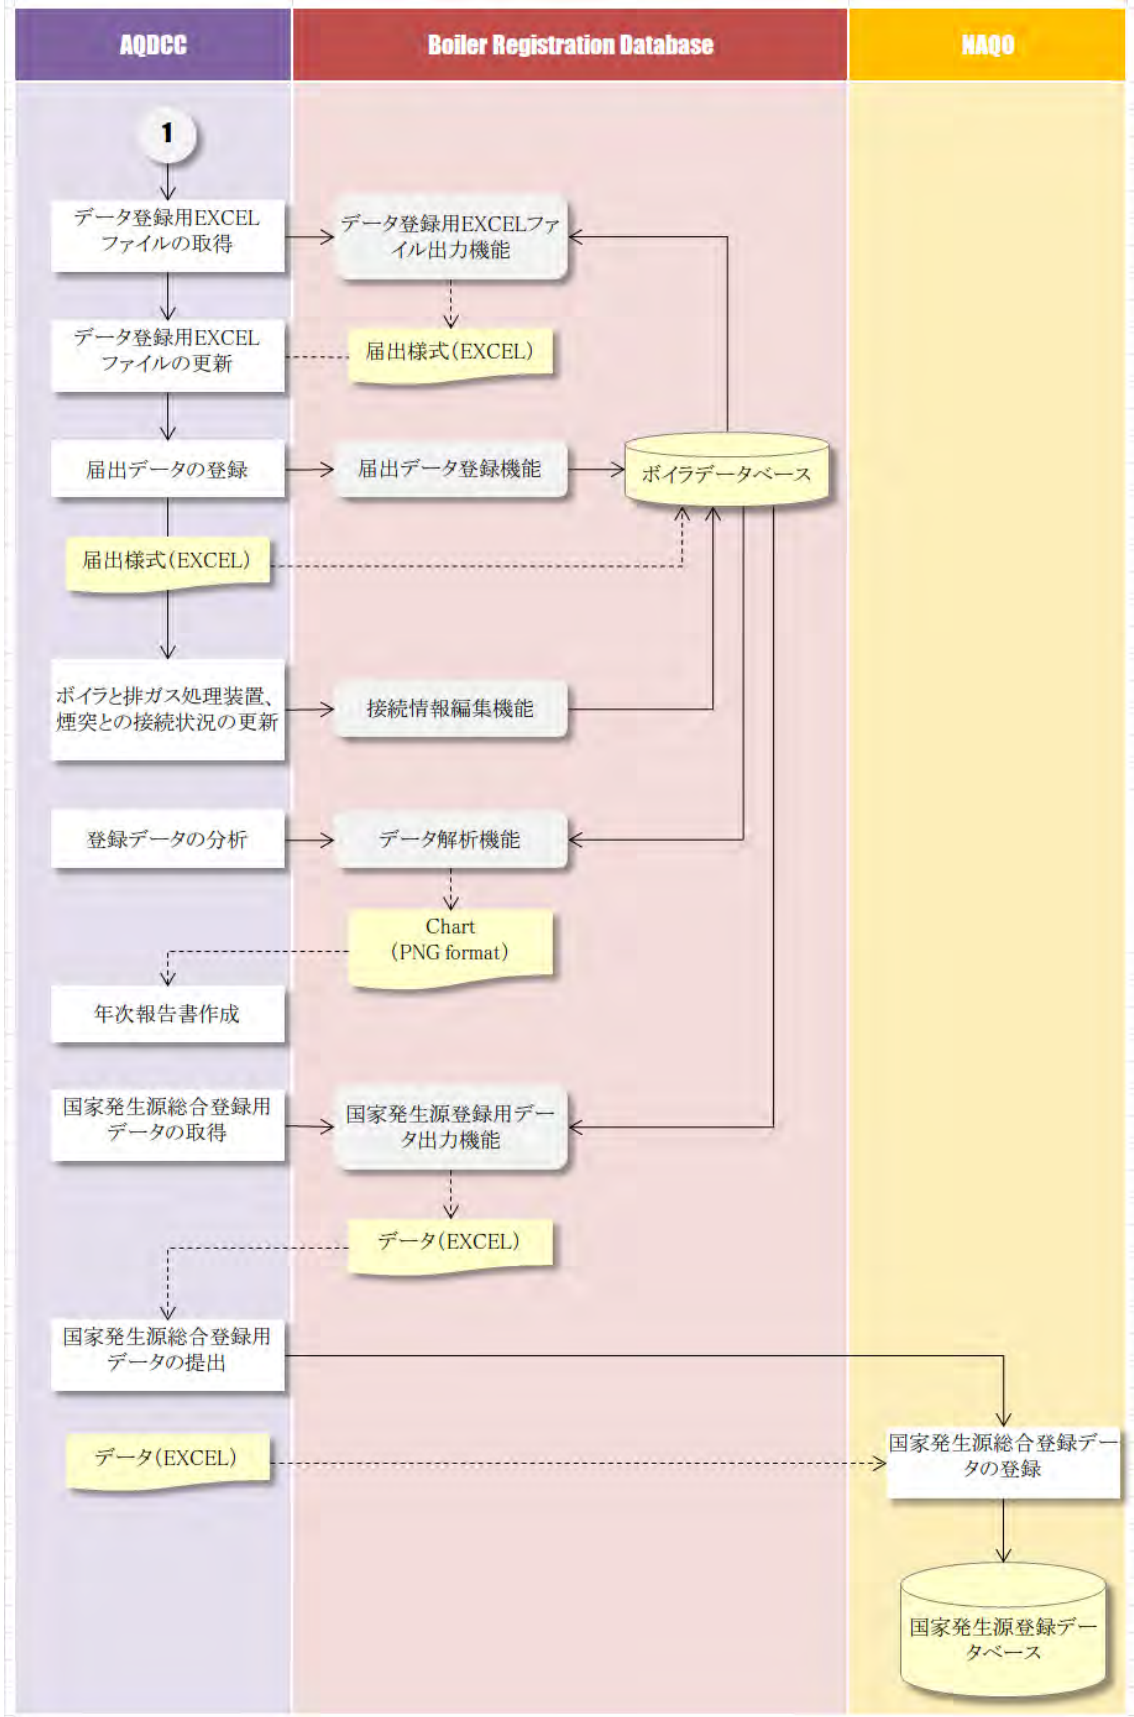 AQDCC
Boiler Registration Database
NAQO
1
データ登録用EXCEL
ファイルの取得
データ登録用EXCELファ
イル出力機能
データ登録用EXCEL
ファイルの更新
届出様式(EXCEL)
届出データの登録
届出データ登録機能
ボイラデータベース
届出様式(EXCEL)
ボイラと排ガス処理装置、
煙突との接続状況の更新
接続情報編集機能
登録データの分析
データ解析機能
Chart
(PNG format)
年次報告書作成
国家発生源総合登録用
データの取得
国家発生源登録用デー
タ出力機能
データ(EXCEL)
国家発生源総合登録用
データの提出
データ(EXCEL)
国家発生源総合登録デー
タの登録
国家発生源登録デー
タベース